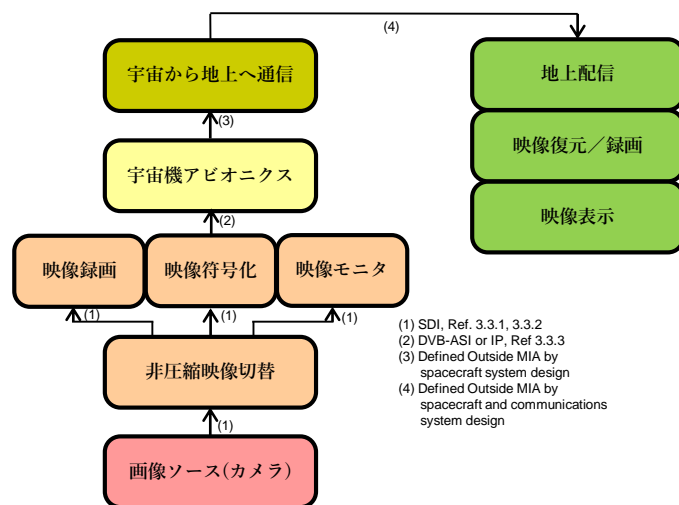 (4)
宇宙から地上へ通信
地上配信
(3)
映像復元／録画
宇宙機アビオニクス
映像表示
(2)
映像録画
映像符号化
映像モニタ
(1)
(1)
(1)
非圧縮映像切替
(1)
画像ソース(カメラ)
(1) SDI, Ref. 3.3.1, 3.3.2
(2) DVB-ASI or IP, Ref 3.3.3
(3) Defined Outside MIA by
spacecraft system design
(4) Defined Outside MIA by
spacecraft and communications
system design